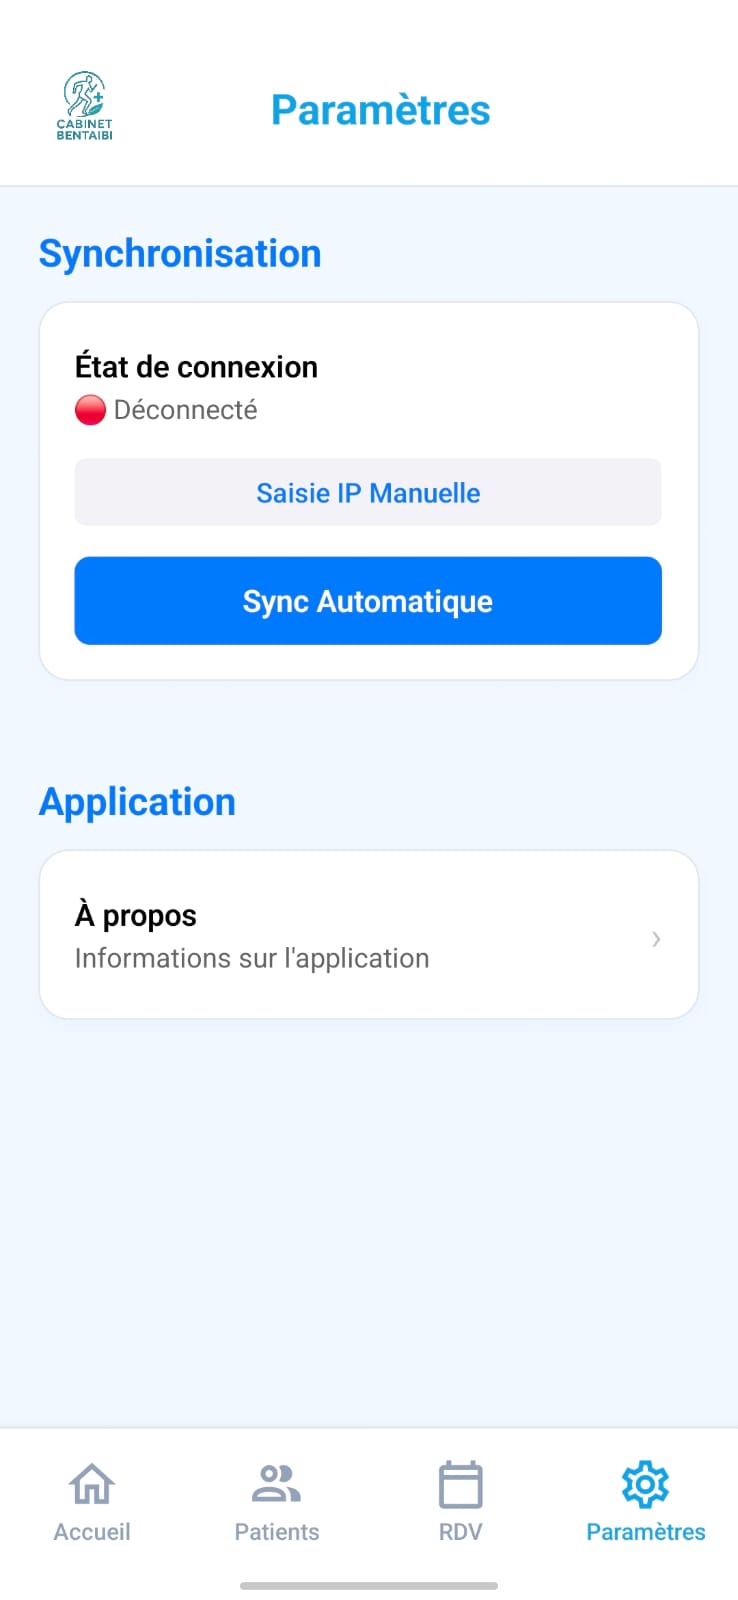 CABINET
BENTAIBI
Paramètres
Synchronisation
État de connexion
Déconnecté
Saisie IP Manuelle
Sync Automatique
Application
À propos
Informations sur l'application
Accueil
Patients
RDV
Paramètres